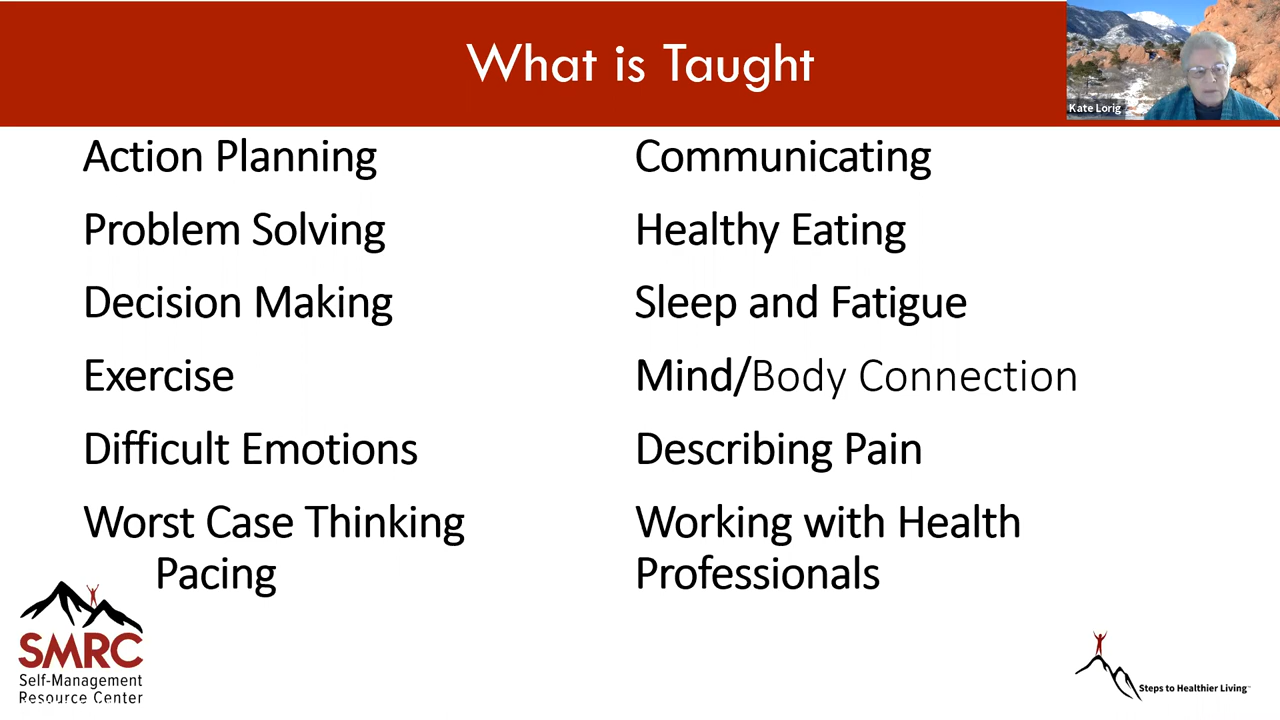 What is Taught
Kate Lorig
Action Planning
Problem Solving
Decision Making
Exercise
Difficult Emotions
Worst Case Thinking
Pacing
Communicating
Healthy Eating
Sleep and Fatigue
Mind/Body Connection
Describing Pain
Working with Health
Professionals
SMRC
Self-Management
Resource Center
Steps to Healthier Living™